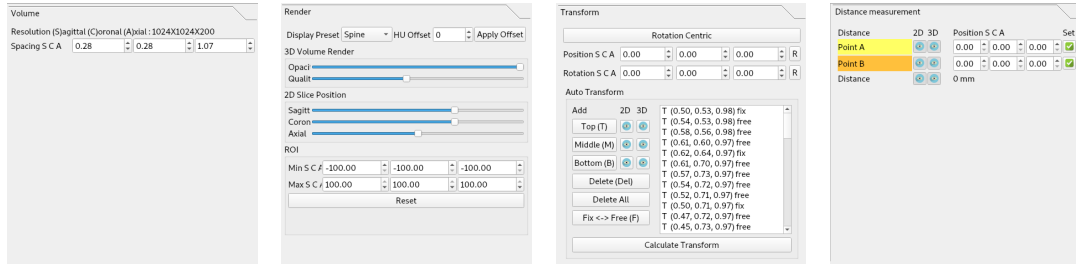 Volume
Resolution (S)agittal (C)oronal (A)xial : 1024X1024X200
Spacing S C A 0.28 0.28 1.07
Render
Display Preset Spine HU Offset 0 Apply Offset
3D Volume Render
Opaci
Qualit
2D Slice Position
Sagitt
Coron
Axial
ROI
Min S C A -100.00 -100.00 -100.00
Max S C 100.00 100.00 100.00
Reset
Transform
Rotation Centric
Position S C A 0.00 0.00 0.00 R
Rotation S C A 0.00 0.00 0.00 R
Auto Transform
Add 2D 3D
Top (T)
Middle (M)
Bottom (B)
Delete (Del)
Delete All
Fix <-> Free (F)
T (0.50, 0.53, 0.98) fix
T (0.54, 0.53, 0.98) free
T (0.58, 0.56, 0.98) free
T (0.61, 0.60, 0.97) free
T (0.62, 0.64, 0.97) fix
T (0.61, 0.70, 0.97) free
T (0.57, 0.73, 0.97) free
T (0.54, 0.72, 0.97) free
T (0.52, 0.71, 0.97) free
T (0.50, 0.71, 0.97) fix
T (0.47, 0.72, 0.97) free
T (0.45, 0.73, 0.97) free
Calculate Transform
Distance measurement
Distance 2D 3D Position S C A Set
Point A 0.00 0.00 0.00
Point B 0.00 0.00 0.00
Distance 0 mm